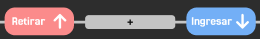 Retirar ↑ + Ingresar ↓